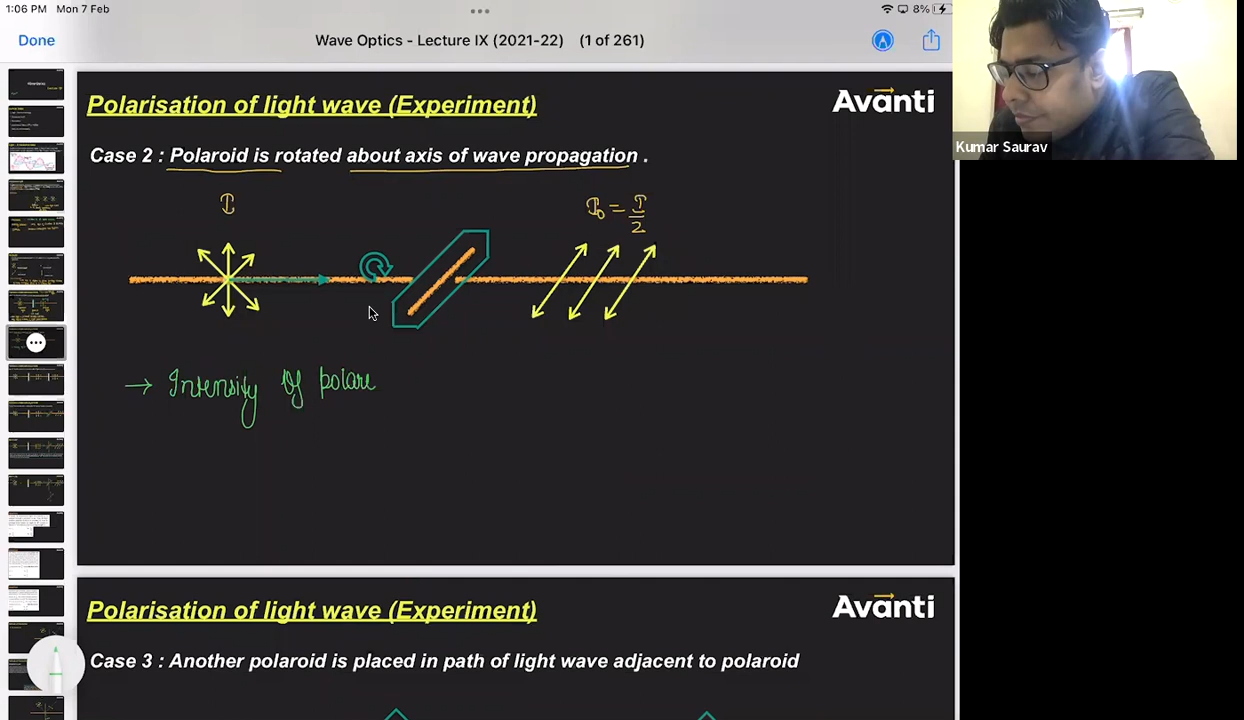 1:06 PM Mon 7 Feb
8%
Done
Wave Optics - Lecture IX (2021-22) (1 of 261)
Polarisation of light wave (Experiment)
Avanti
Kumar Saurav
Case 2 : Polaroid is rotated about axis of wave propagation .
I
I₀ = I/2
→ Intensity of polare
Polarisation of light wave (Experiment)
Avanti
Case 3 : Another polaroid is placed in path of light wave adjacent to polaroid